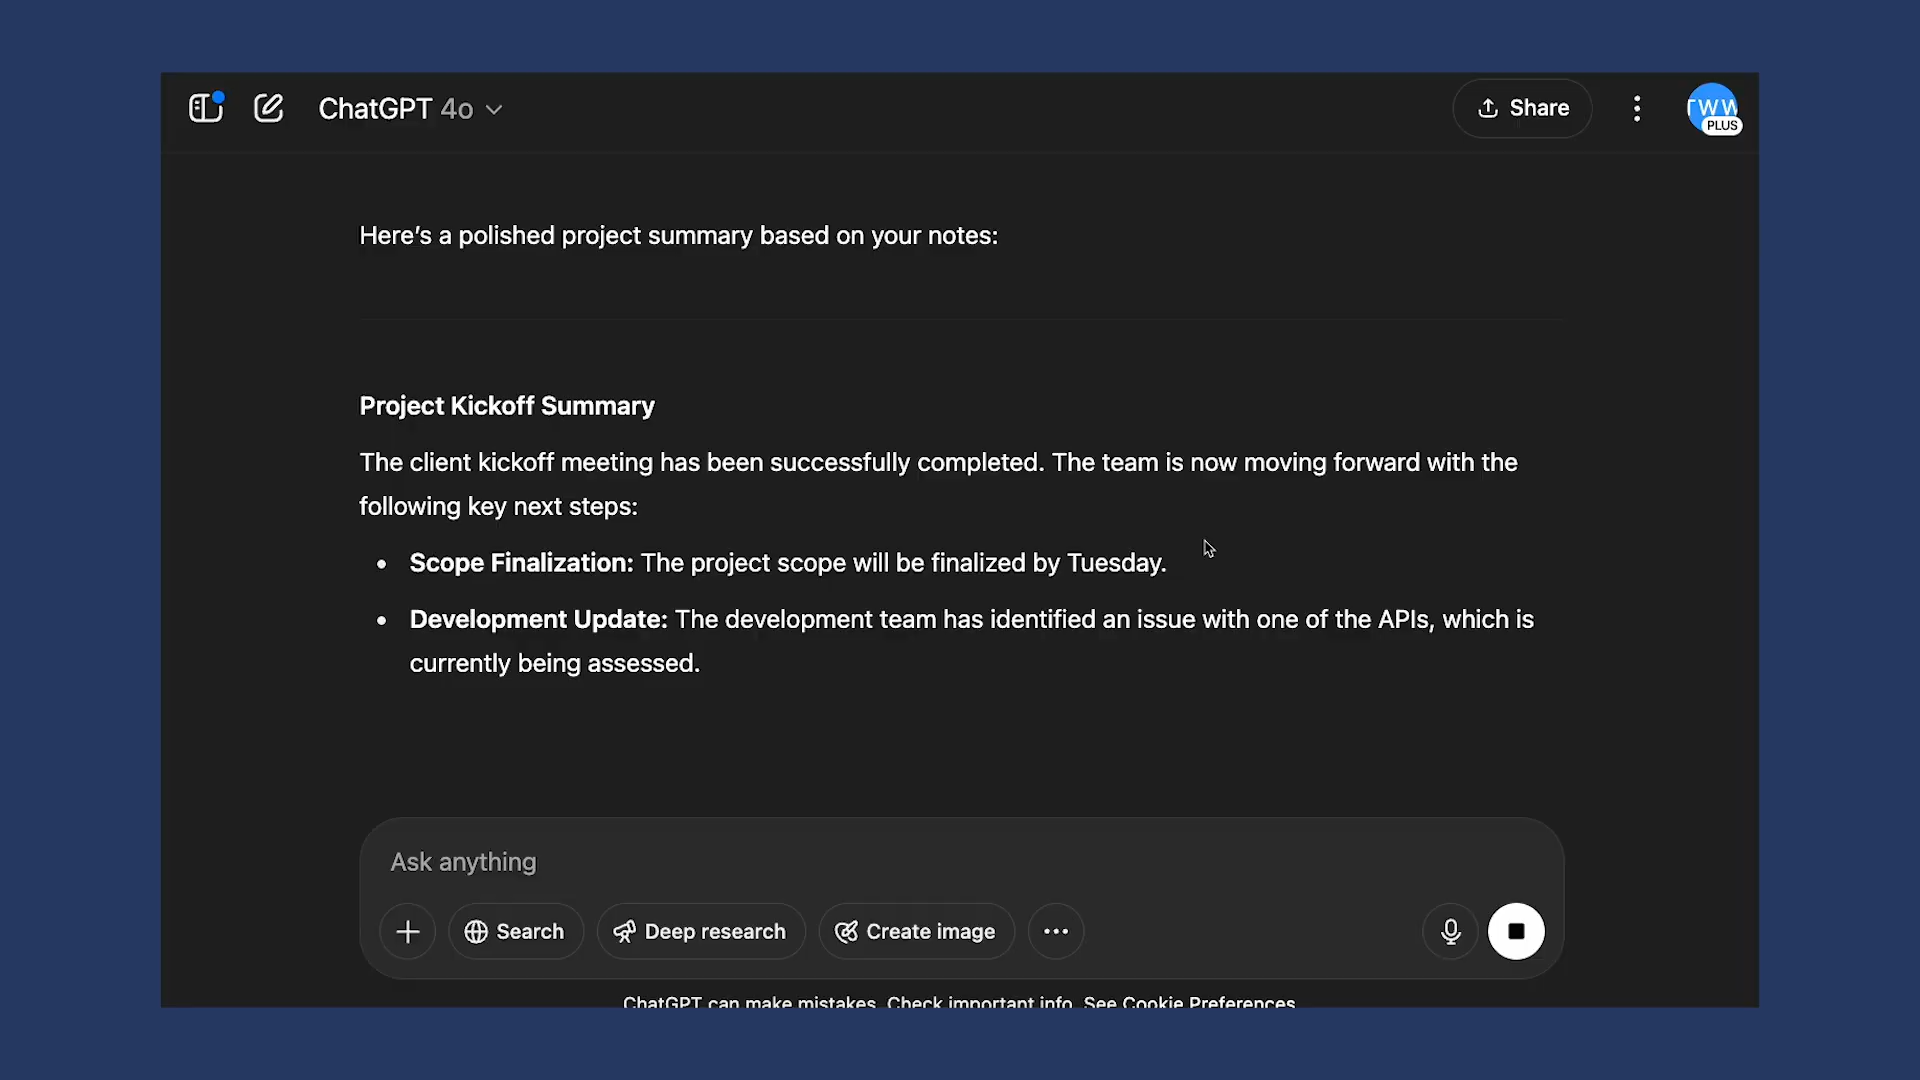 ChatGPT 4o
Share
TWW
PLUS
Here's a polished project summary based on your notes:
Project Kickoff Summary
The client kickoff meeting has been successfully completed. The team is now moving forward with the
following key next steps:
• Scope Finalization: The project scope will be finalized by Tuesday.
• Development Update: The development team has identified an issue with one of the APIs, which is
currently being assessed.
Ask anything
Search
Deep research
Create image
ChatGPT can make mistakes. Check important info. See Cookie Preferences.